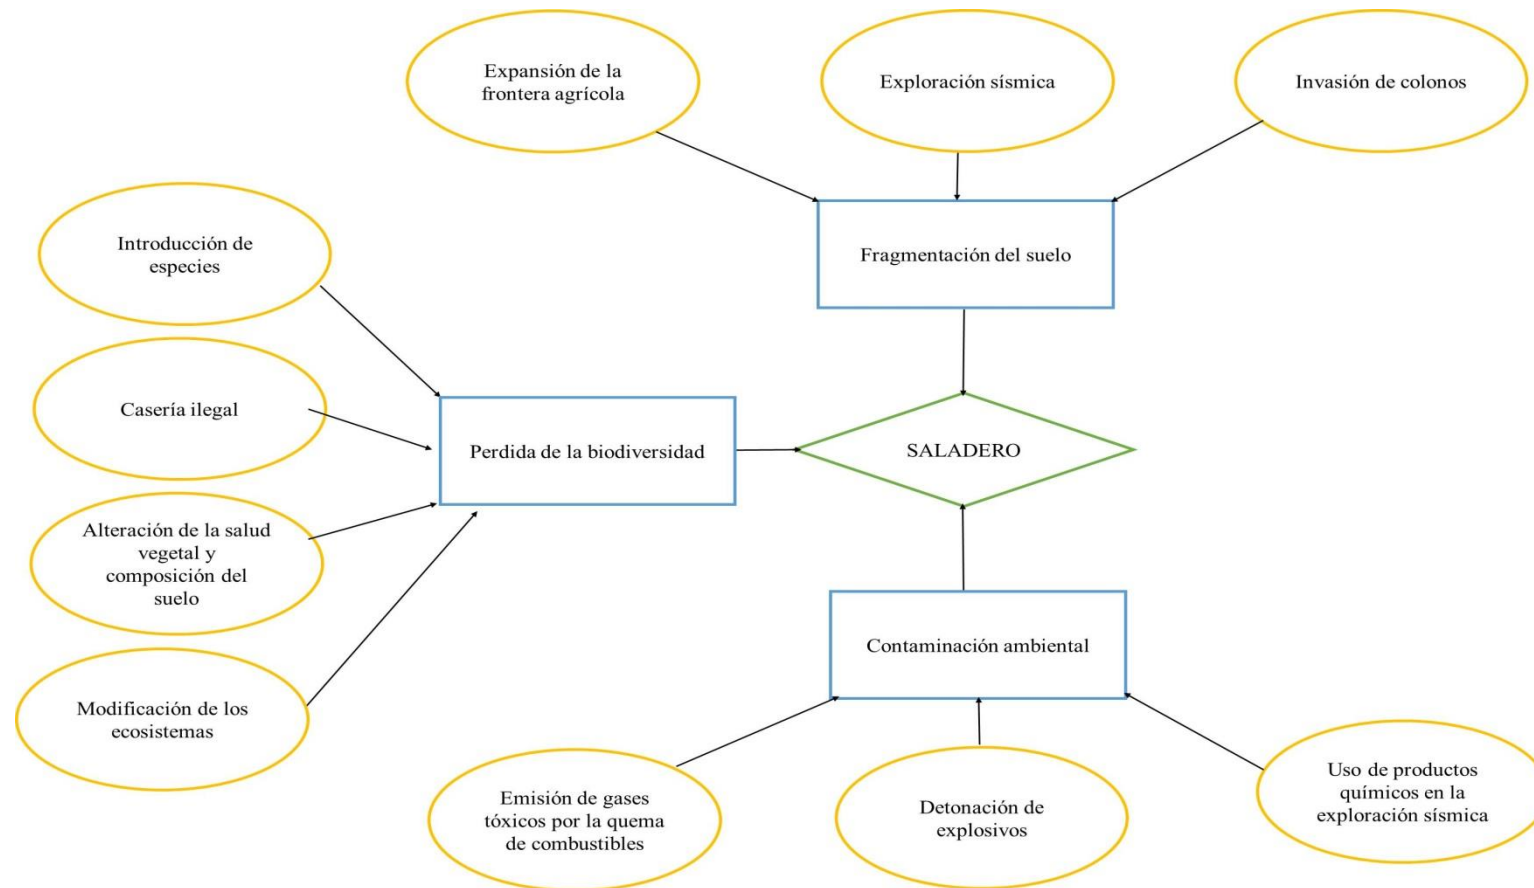 Expansión de la
frontera agrícola
Exploración sísmica
Invasión de colonos
Introducción de
especies
Fragmentación del suelo
Casería ilegal
Perdida de la biodiversidad
SALADERO
Alteración de la salud
vegetal y
composición del
suelo
Contaminación ambiental
Modificación de los
ecosistemas
Emisión de gases
tóxicos por la quema
de combustibles
Detonación de
explosivos
Uso de productos
químicos en la
exploración sísmica